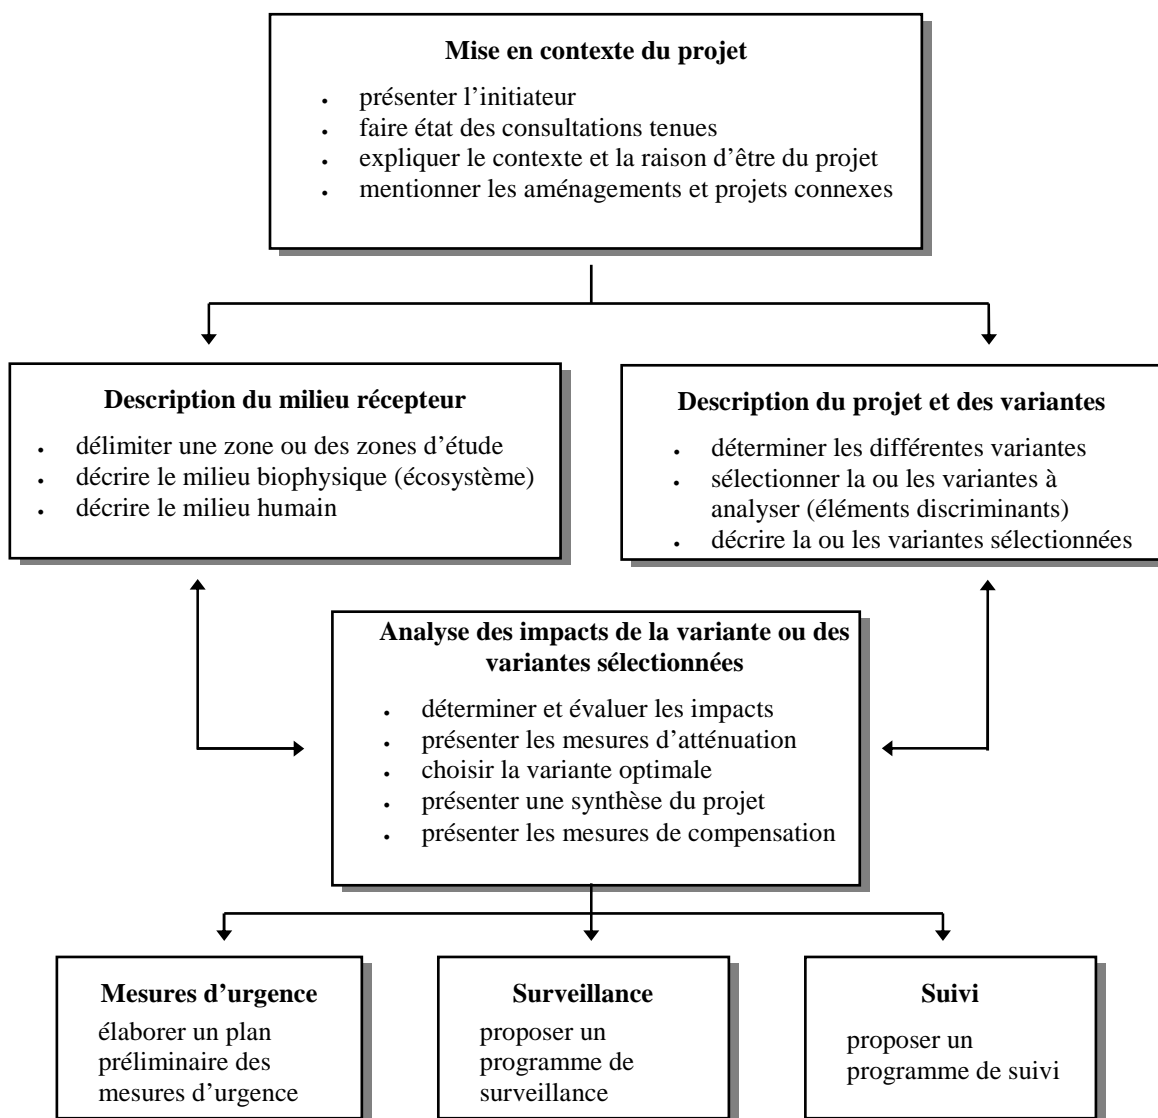 Mise en contexte du projet
• présenter l’initiateur
• faire état des consultations tenues
• expliquer le contexte et la raison d’être du projet
• mentionner les aménagements et projets connexes
Description du milieu récepteur
• délimiter une zone ou des zones d’étude
• décrire le milieu biophysique (écosystème)
• décrire le milieu humain
Description du projet et des variantes
• déterminer les différentes variantes
• sélectionner la ou les variantes à
analyser (éléments discriminants)
• décrire la ou les variantes sélectionnées
Analyse des impacts de la variante ou des
variantes sélectionnées
• déterminer et évaluer les impacts
• présenter les mesures d’atténuation
• choisir la variante optimale
• présenter une synthèse du projet
• présenter les mesures de compensation
Mesures d’urgence
élaborer un plan
préliminaire des
mesures d’urgence
Surveillance
proposer un
programme de
surveillance
Suivi
proposer un
programme de suivi